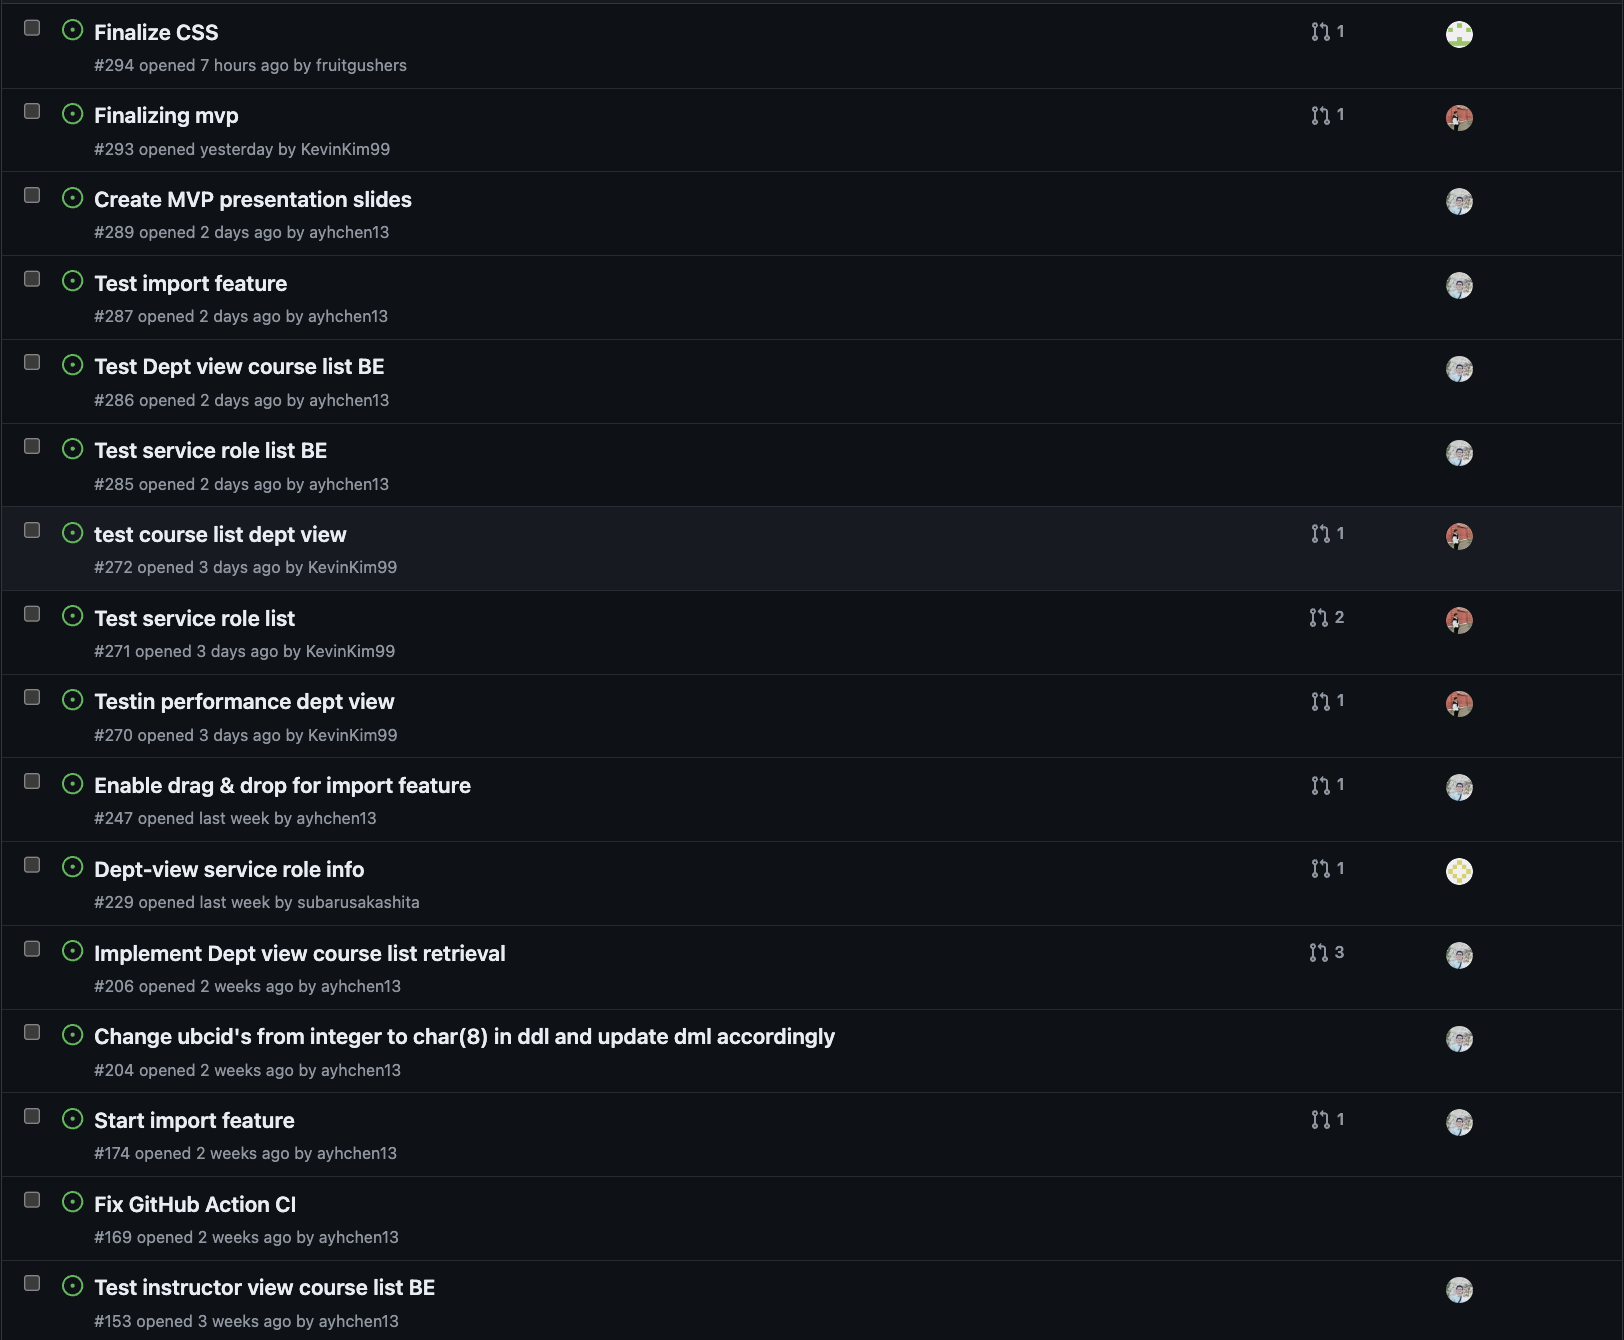 Finalize CSS
1
#294 opened 7 hours ago by fruitgushers
Finalizing mvp
1
#293 opened yesterday by KevinKim99
Create MVP presentation slides
#289 opened 2 days ago by ayhchen13
Test import feature
#287 opened 2 days ago by ayhchen13
Test Dept view course list BE
#286 opened 2 days ago by ayhchen13
Test service role list BE
#285 opened 2 days ago by ayhchen13
test course list dept view
1
#272 opened 3 days ago by KevinKim99
Test service role list
2
#271 opened 3 days ago by KevinKim99
Testin performance dept view
1
#270 opened 3 days ago by KevinKim99
Enable drag & drop for import feature
1
#247 opened last week by ayhchen13
Dept-view service role info
1
#229 opened last week by subarusakashita
Implement Dept view course list retrieval
3
#206 opened 2 weeks ago by ayhchen13
Change ubcid's from integer to char(8) in ddl and update dml accordingly
#204 opened 2 weeks ago by ayhchen13
Start import feature
1
#174 opened 2 weeks ago by ayhchen13
Fix GitHub Action CI
#169 opened 2 weeks ago by ayhchen13
Test instructor view course list BE
#153 opened 3 weeks ago by ayhchen13